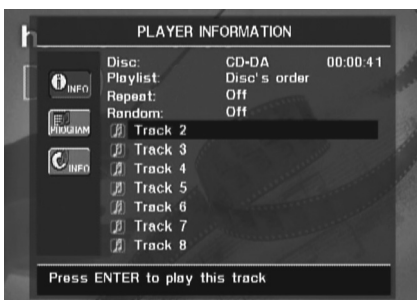 PLAYER INFORMATION
Disc: CD-DA 00:00:41
Playlist: Disc's order
Repeat: Off
Random: Off
INFO
PROGRAM
INFO
Track 2
Track 3
Track 4
Track 5
Track 6
Track 7
Track 8
Press ENTER to play this track